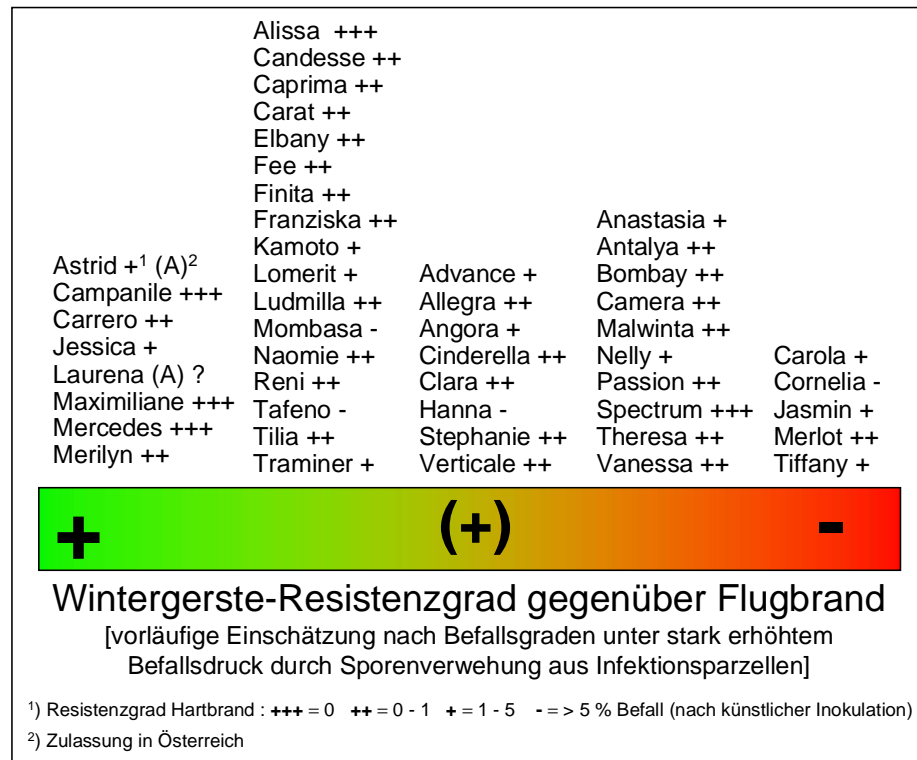 Alissa +++
Candesse ++
Caprima ++
Carat ++
Elbany ++
Fee ++
Finita ++
Franziska ++
Kamoto +
Lomerit +
Ludmilla ++
Mombasa -
Naomie ++
Reni ++
Tafeno -
Tilia ++
Traminer +
Astrid +¹ (A)²
Campanile +++
Carrero ++
Jessica +
Laurena (A) ?
Maximiliane +++
Mercedes +++
Merilyn ++
Advance +
Allegra ++
Angora +
Cinderella ++
Clara ++
Hanna -
Stephanie ++
Verticale ++
Anastasia +
Antalya ++
Bombay ++
Camera ++
Malwinta ++
Nelly +
Passion ++
Spectrum +++
Theresa ++
Vanessa ++
Carola +
Cornelia -
Jasmin +
Merlot ++
Tiffany +
+ (+) -
Wintergerste-Resistenzgrad gegenüber Flugbrand
[vorläufige Einschätzung nach Befallsgraden unter stark erhöhtem
Befallsdruck durch Sporenverwehung aus Infektionsparzellen]
¹) Resistenzgrad Hartbrand : +++ = 0 ++ = 0 - 1 + = 1 - 5 - = > 5 % Befall (nach künstlicher Inokulation)
²) Zulassung in Österreich